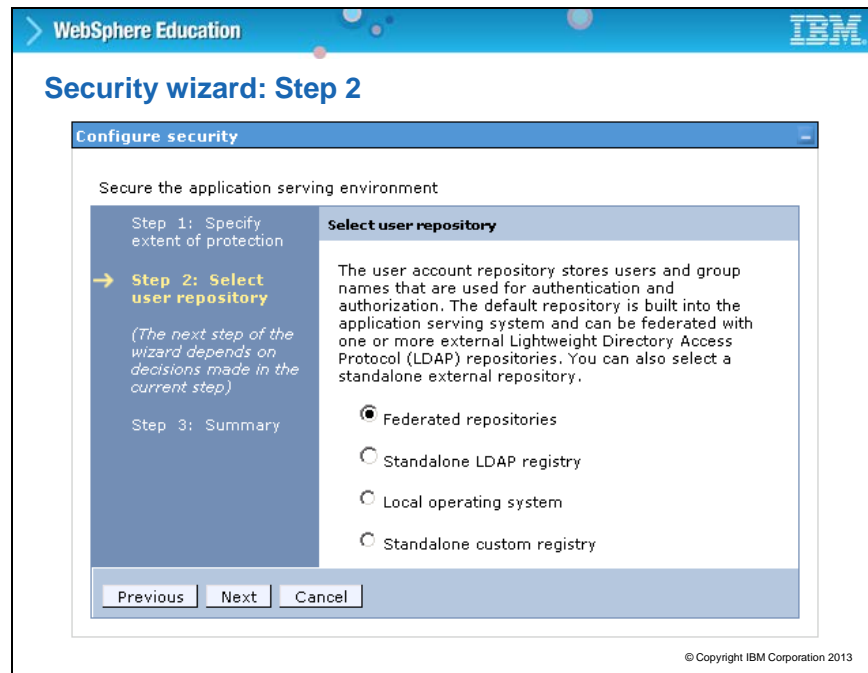 WebSphere Education
IBM
Security wizard: Step 2
Configure security
Secure the application serving environment
Step 1: Specify
extent of protection
Step 2: Select
user repository
(The next step of the
wizard depends on
decisions made in the
current step)
Step 3: Summary
Select user repository
The user account repository stores users and group
names that are used for authentication and
authorization. The default repository is built into the
application serving system and can be federated with
one or more external Lightweight Directory Access
Protocol (LDAP) repositories. You can also select a
standalone external repository.
Federated repositories
Standalone LDAP registry
Local operating system
Standalone custom registry
Previous Next Cancel
© Copyright IBM Corporation 2013